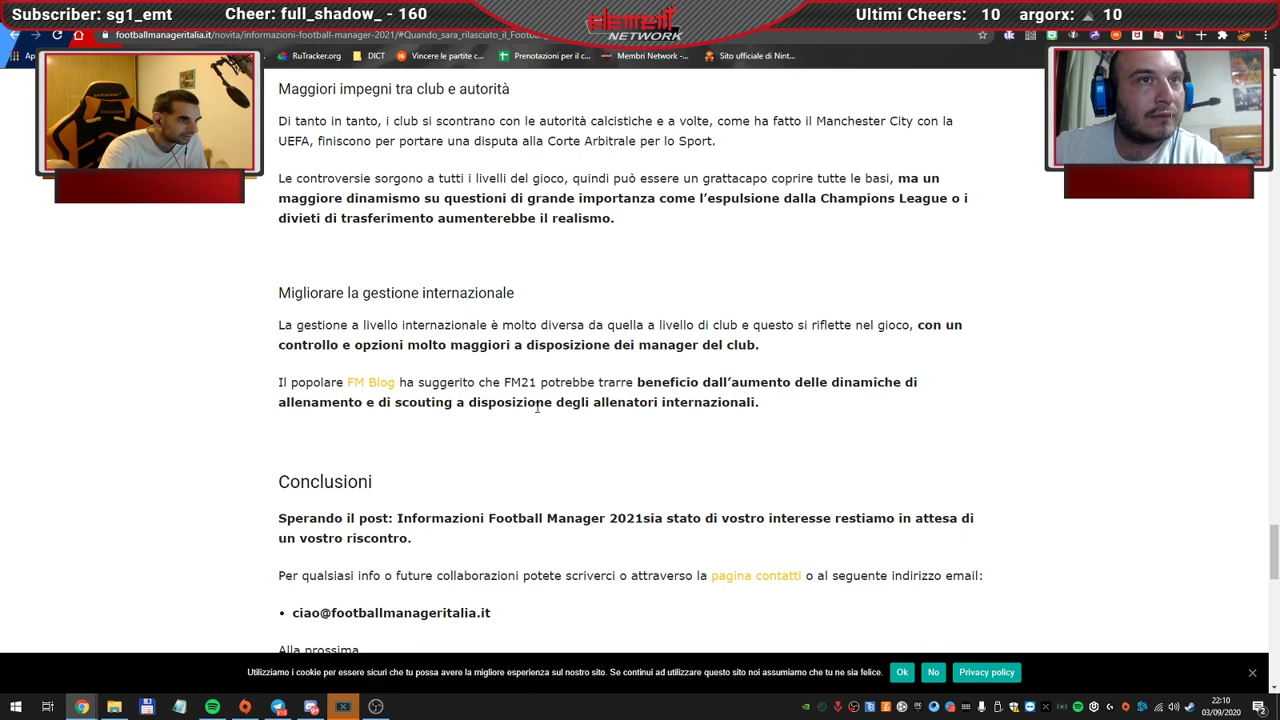 Subscriber: sg1_emt
Cheer: full_shadow_ - 160
element
NETWORK
Ultimi Cheers: 10 argorx: 10
footballmanageritalia.it/novita/informazioni-football-manager-2021/#Quando_sara_rilasciato_il_Footb
Ap
RuTracker.org
DICT
Vincere le partite c...
Prenotazioni per il c...
Membri Network -...
Sito ufficiale di Nint...
Maggiori impegni tra club e autorità
Di tanto in tanto, i club si scontrano con le autorità calcistiche e a volte, come ha fatto il Manchester City con la
UEFA, finiscono per portare una disputa alla Corte Arbitrale per lo Sport.
Le controversie sorgono a tutti i livelli del gioco, quindi può essere un grattacapo coprire tutte le basi, ma un
maggiore dinamismo su questioni di grande importanza come l’espulsione dalla Champions League o i
divieti di trasferimento aumenterebbe il realismo.
Migliorare la gestione internazionale
La gestione a livello internazionale è molto diversa da quella a livello di club e questo si riflette nel gioco, con un
controllo e opzioni molto maggiori a disposizione dei manager del club.
Il popolare FM Blog ha suggerito che FM21 potrebbe trarre beneficio dall’aumento delle dinamiche di
allenamento e di scouting a disposizione degli allenatori internazionali.
Conclusioni
Sperando il post: Informazioni Football Manager 2021sia stato di vostro interesse restiamo in attesa di
un vostro riscontro.
Per qualsiasi info o future collaborazioni potete scriverci o attraverso la pagina contatti o al seguente indirizzo email:
• ciao@footballmanageritalia.it
Alla prossima
Utilizziamo i cookie per essere sicuri che tu possa avere la migliore esperienza sul nostro sito. Se continui ad utilizzare questo sito noi assumiamo che tu ne sia felice.
Ok
No
Privacy policy
22:10
03/09/2020